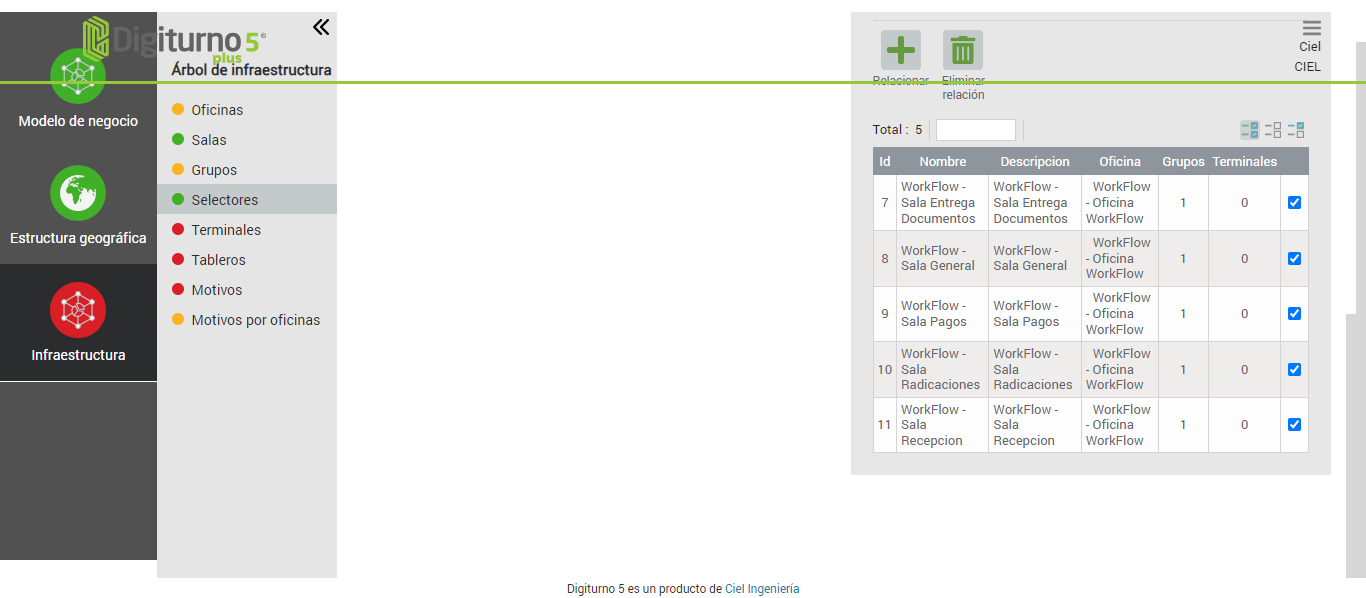 Digiturno 5®
plus
Árbol de infraestructura
Modelo de negocio
Estructura geográfica
Infraestructura
Oficinas
Salas
Grupos
Selectores
Terminales
Tableros
Motivos
Motivos por oficinas
Ciel
CIEL
Relacionar
Eliminar
relación
Total : 5
Id Nombre Descripcion Oficina Grupos Terminales
7 WorkFlow - Sala Entrega Documentos WorkFlow - Sala Entrega Documentos WorkFlow - Oficina WorkFlow 1 0
8 WorkFlow - Sala General WorkFlow - Sala General WorkFlow - Oficina WorkFlow 1 0
9 WorkFlow - Sala Pagos WorkFlow - Sala Pagos WorkFlow - Oficina WorkFlow 1 0
10 WorkFlow - Sala Radicaciones WorkFlow - Sala Radicaciones WorkFlow - Oficina WorkFlow 1 0
11 WorkFlow - Sala Recepcion WorkFlow - Sala Recepcion WorkFlow - Oficina WorkFlow 1 0
Digiturno 5 es un producto de Ciel Ingeniería